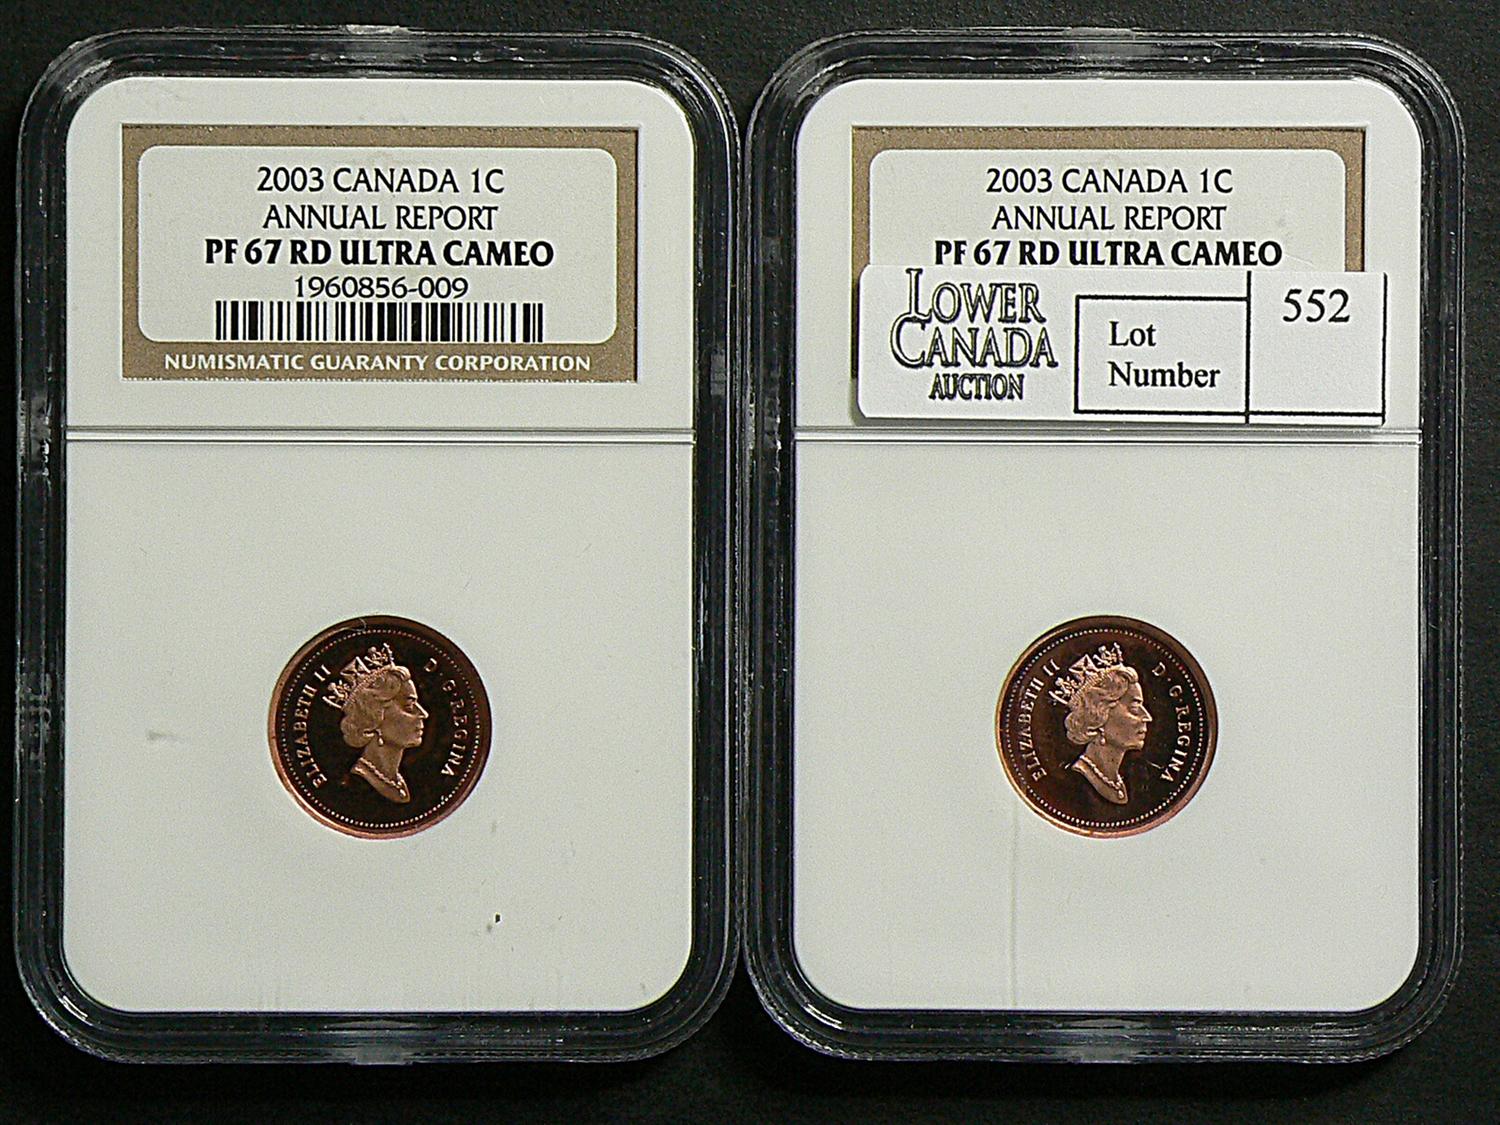 2003 CANADA 1C
ANNUAL REPORT
PF 67 RD ULTRA CAMEO
1960856-009
NUMISMATIC GUARANTY CORPORATION
ELIZABETH II D·G·REGINA
2003 CANADA 1C
ANNUAL REPORT
PF 67 RD ULTRA CAMEO
LOWER
CANADA
AUCTION
Lot
Number
552
ELIZABETH II D·G·REGINA